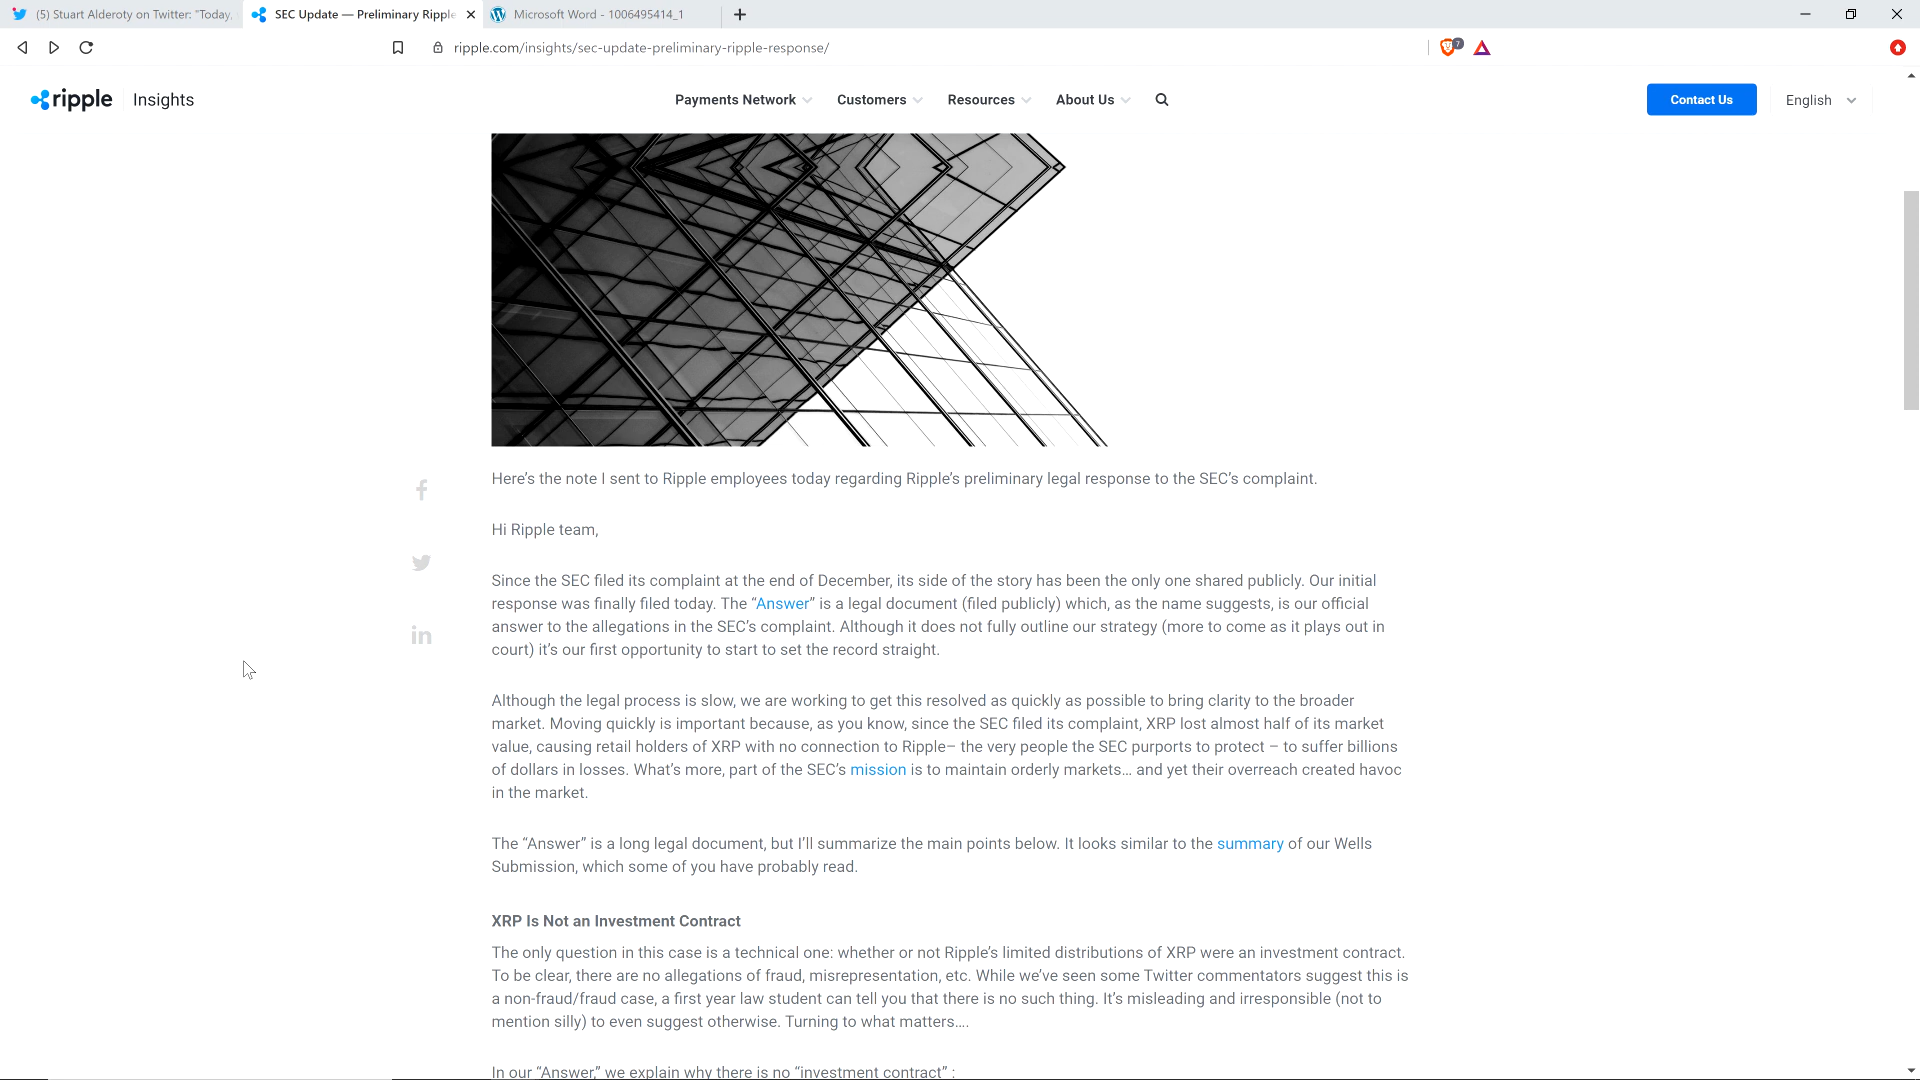 (5) Stuart Alderoty on Twitter: "Today,
SEC Update — Preliminary Ripple
Microsoft Word - 1006495414_1
ripple.com/insights/sec-update-preliminary-ripple-response/
7
ripple Insights
Payments Network Customers Resources About Us
Contact Us English
Here’s the note I sent to Ripple employees today regarding Ripple’s preliminary legal response to the SEC’s complaint.
Hi Ripple team,
Since the SEC filed its complaint at the end of December, its side of the story has been the only one shared publicly. Our initial
response was finally filed today. The “Answer” is a legal document (filed publicly) which, as the name suggests, is our official
answer to the allegations in the SEC’s complaint. Although it does not fully outline our strategy (more to come as it plays out in
court) it’s our first opportunity to start to set the record straight.
Although the legal process is slow, we are working to get this resolved as quickly as possible to bring clarity to the broader
market. Moving quickly is important because, as you know, since the SEC filed its complaint, XRP lost almost half of its market
value, causing retail holders of XRP with no connection to Ripple– the very people the SEC purports to protect – to suffer billions
of dollars in losses. What’s more, part of the SEC’s mission is to maintain orderly markets… and yet their overreach created havoc
in the market.
The “Answer” is a long legal document, but I’ll summarize the main points below. It looks similar to the summary of our Wells
Submission, which some of you have probably read.
XRP Is Not an Investment Contract
The only question in this case is a technical one: whether or not Ripple’s limited distributions of XRP were an investment contract.
To be clear, there are no allegations of fraud, misrepresentation, etc. While we’ve seen some Twitter commentators suggest this is
a non-fraud/fraud case, a first year law student can tell you that there is no such thing. It’s misleading and irresponsible (not to
mention silly) to even suggest otherwise. Turning to what matters….
In our “Answer,” we explain why there is no “investment contract” :